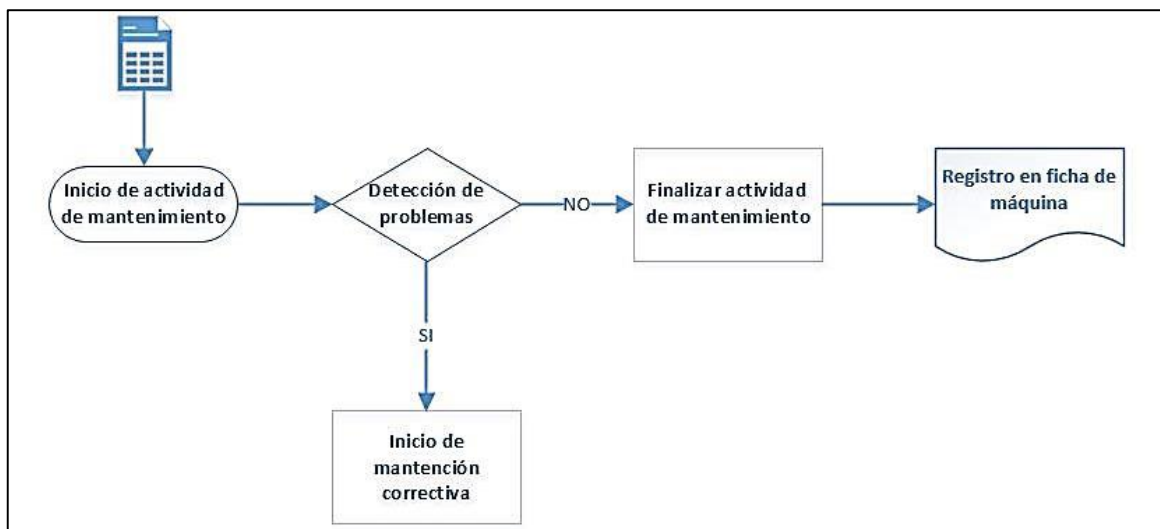 Inicio de actividad
de mantenimiento
Detección de
problemas
NO
Finalizar actividad
de mantenimiento
Registro en ficha de
máquina
SI
Inicio de
mantención
correctiva